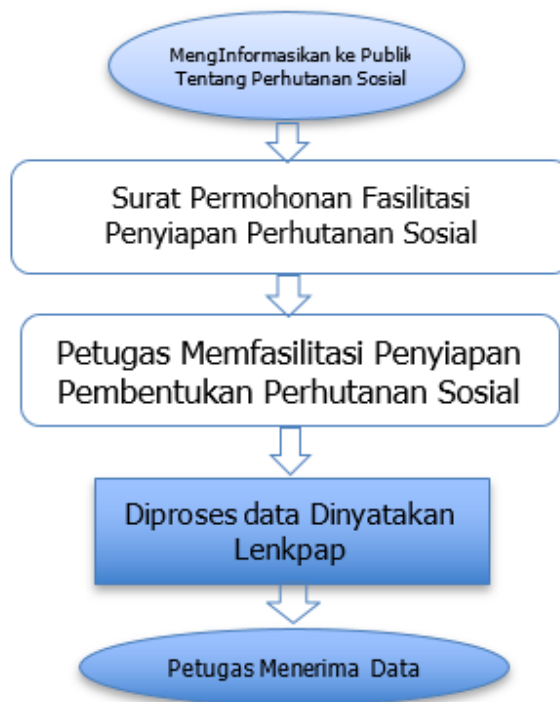 MengInformasikan ke Publik
Tentang Perhutanan Sosial
Surat Permohonan Fasilitasi
Penyiapan Perhutanan Sosial
Petugas Memfasilitasi Penyiapan
Pembentukan Perhutanan Sosial
Diproses data Dinyatakan
Lenkpap
Petugas Menerima Data